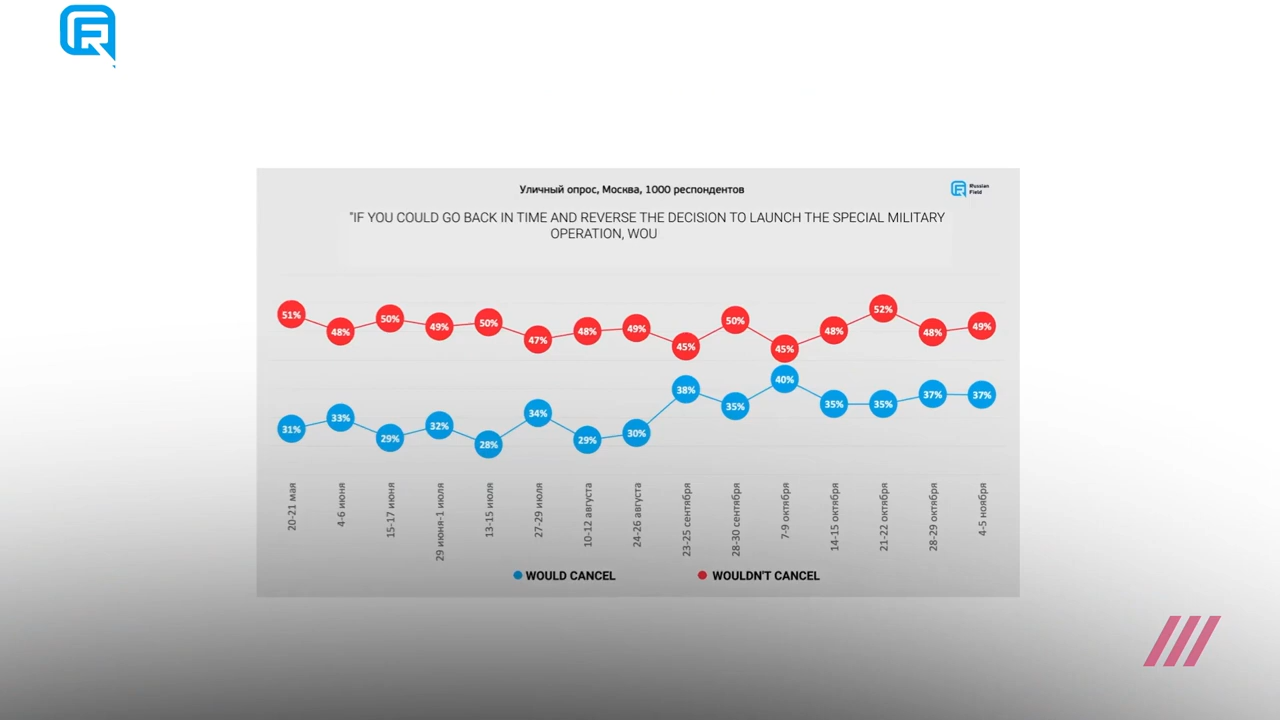 Уличный опрос, Москва, 1000 респондентов
Russian
Field
"IF YOU COULD GO BACK IN TIME AND REVERSE THE DECISION TO LAUNCH THE SPECIAL MILITARY
OPERATION, WOU
51% 48% 50% 49% 50% 47% 48% 49% 45% 50% 45% 48% 52% 48% 49%
31% 33% 29% 32% 28% 34% 29% 30% 38% 35% 40% 35% 35% 37% 37%
20-21 мая
4-6 июня
15-17 июня
29 июня-1 июля
13-15 июля
27-29 июля
10-12 августа
24-26 августа
23-25 сентября
28-30 сентября
7-9 октября
14-15 октября
21-22 октября
28-29 октября
4-5 ноября
WOULD CANCEL
WOULDN'T CANCEL